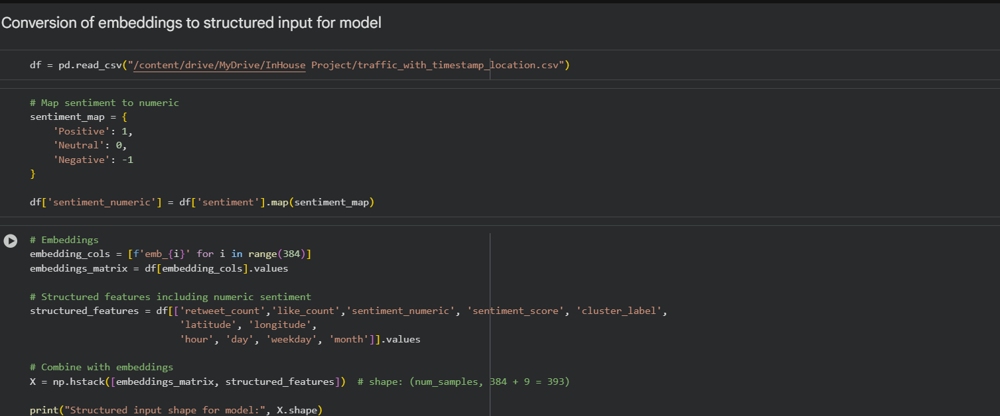 Conversion of embeddings to structured input for model
df = pd.read_csv("/content/drive/MyDrive/InHouse Project/traffic_with_timestamp_location.csv")
# Map sentiment to numeric
sentiment_map = {
    'Positive': 1,
    'Neutral': 0,
    'Negative': -1
}
df['sentiment_numeric'] = df['sentiment'].map(sentiment_map)
# Embeddings
embedding_cols = [f'emb_{i}' for i in range(384)]
embeddings_matrix = df[embedding_cols].values
# Structured features including numeric sentiment
structured_features = df[['retweet_count','like_count','sentiment_numeric', 'sentiment_score', 'cluster_label',
                          'latitude', 'longitude',
                          'hour', 'day', 'weekday', 'month']].values
# Combine with embeddings
X = np.hstack([embeddings_matrix, structured_features])  # shape: (num_samples, 384 + 9 = 393)
print("Structured input shape for model:", X.shape)